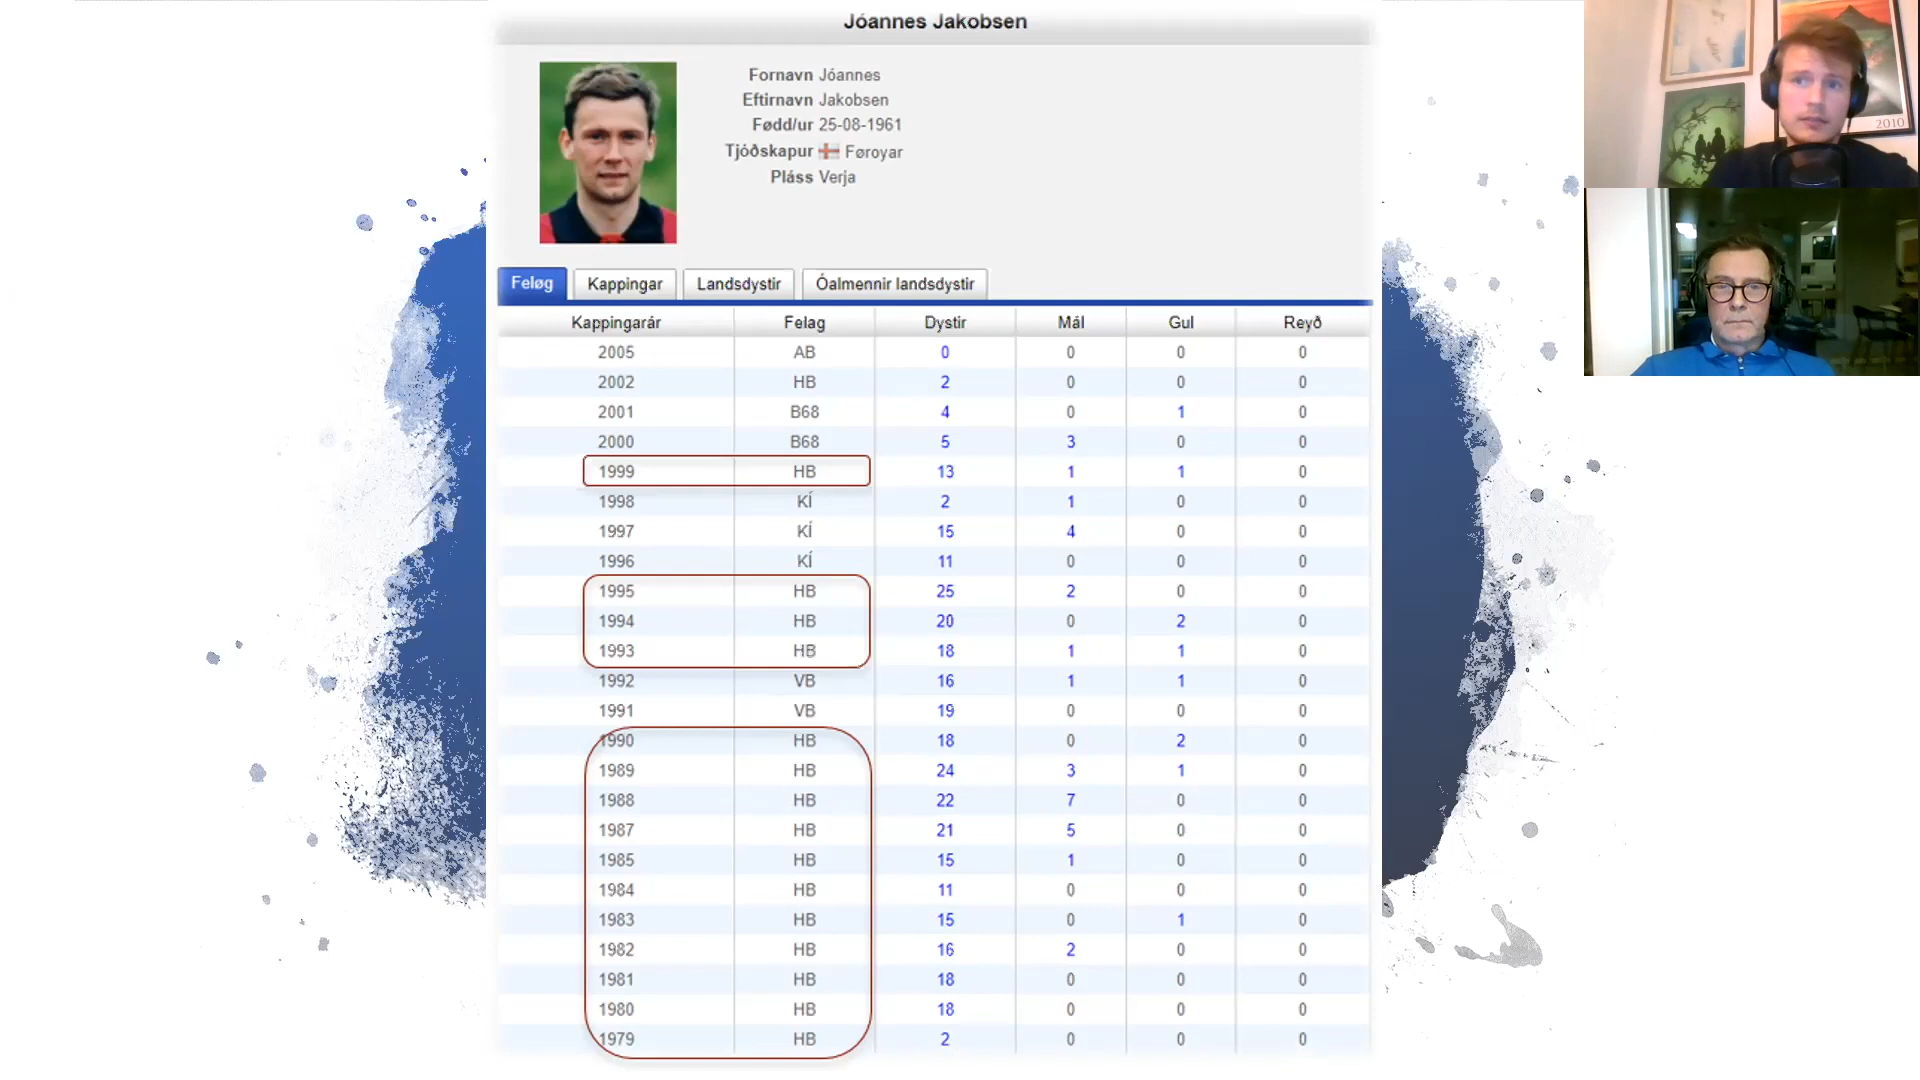 Jóannes Jakobsen
Fornavn Jóannes
Eftirnavn Jakobsen
Fødd/ur 25-08-1961
Tjóðskapur Føroyar
Pláss Verja
Feløg Kappingar Landsdystir Óalmennir landsdystir
Kappingarár Felag Dystir Mál Gul Reyð
2005 AB 0 0 0 0
2002 HB 2 0 0 0
2001 B68 4 0 1 0
2000 B68 5 3 0 0
1999 HB 13 1 1 0
1998 KÍ 2 1 0 0
1997 KÍ 15 4 0 0
1996 KÍ 11 0 0 0
1995 HB 25 2 0 0
1994 HB 20 0 2 0
1993 HB 18 1 1 0
1992 VB 16 1 1 0
1991 VB 19 0 0 0
1990 HB 18 0 2 0
1989 HB 24 3 1 0
1988 HB 22 7 0 0
1987 HB 21 5 0 0
1985 HB 15 1 0 0
1984 HB 11 0 0 0
1983 HB 15 0 1 0
1982 HB 16 2 0 0
1981 HB 18 0 0 0
1980 HB 18 0 0 0
1979 HB 2 0 0 0
2010